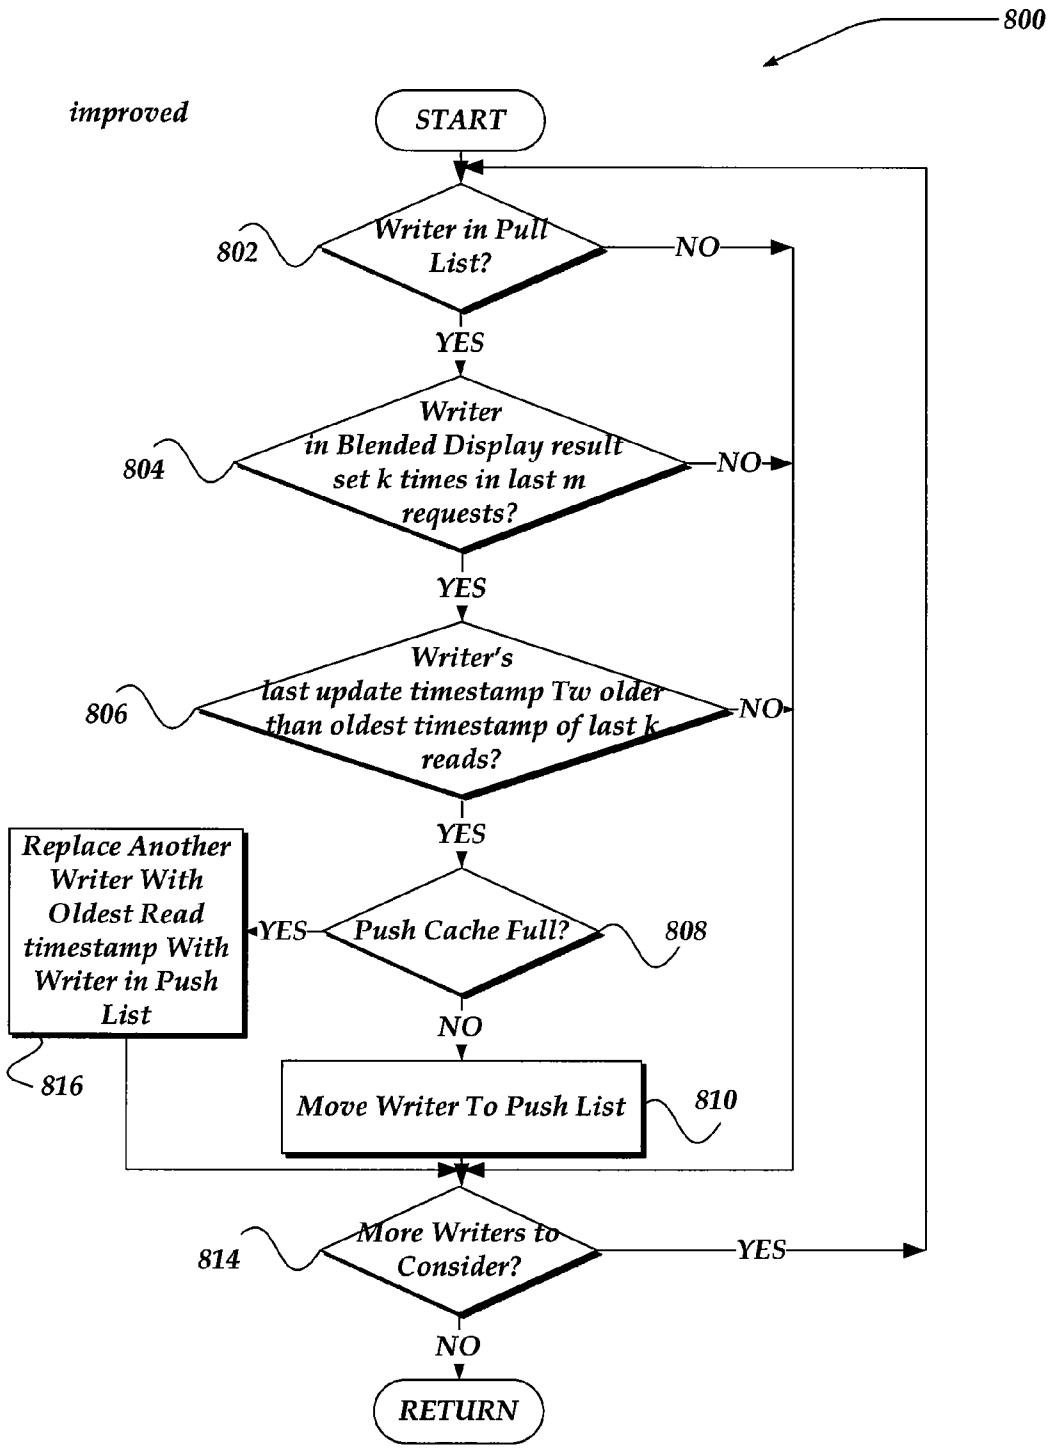 800
improved
START
Writer in Pull
List?
802
NO
YES
Writer
in Blended Display result
set k times in last m
requests?
804
NO
YES
Writer's
last update timestamp Tw older
than oldest timestamp of last k
reads?
806
NO
YES
Replace Another
Writer With
Oldest Read
timestamp With
Writer in Push
List
816
YES
Push Cache Full?
808
NO
Move Writer To Push List
810
More Writers to
Consider?
814
YES
NO
RETURN